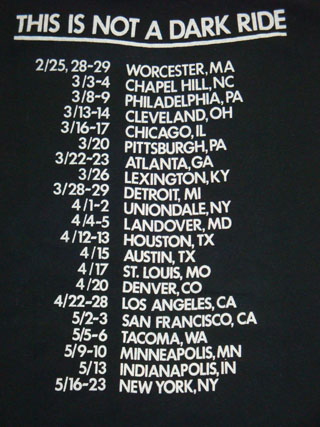 THIS IS NOT A DARK RIDE
2/25, 28-29 WORCESTER, MA
3/3-4 CHAPEL HILL, NC
3/8-9 PHILADELPHIA, PA
3/13-14 CLEVELAND, OH
3/16-17 CHICAGO, IL
3/20 PITTSBURGH, PA
3/22-23 ATLANTA, GA
3/26 LEXINGTON, KY
3/28-29 DETROIT, MI
4/1-2 UNIONDALE, NY
4/4-5 LANDOVER, MD
4/12-13 HOUSTON, TX
4/15 AUSTIN, TX
4/17 ST. LOUIS, MO
4/20 DENVER, CO
4/22-28 LOS ANGELES, CA
5/2-3 SAN FRANCISCO, CA
5/5-6 TACOMA, WA
5/9-10 MINNEAPOLIS, MN
5/13 INDIANAPOLIS, IN
5/16-23 NEW YORK, NY